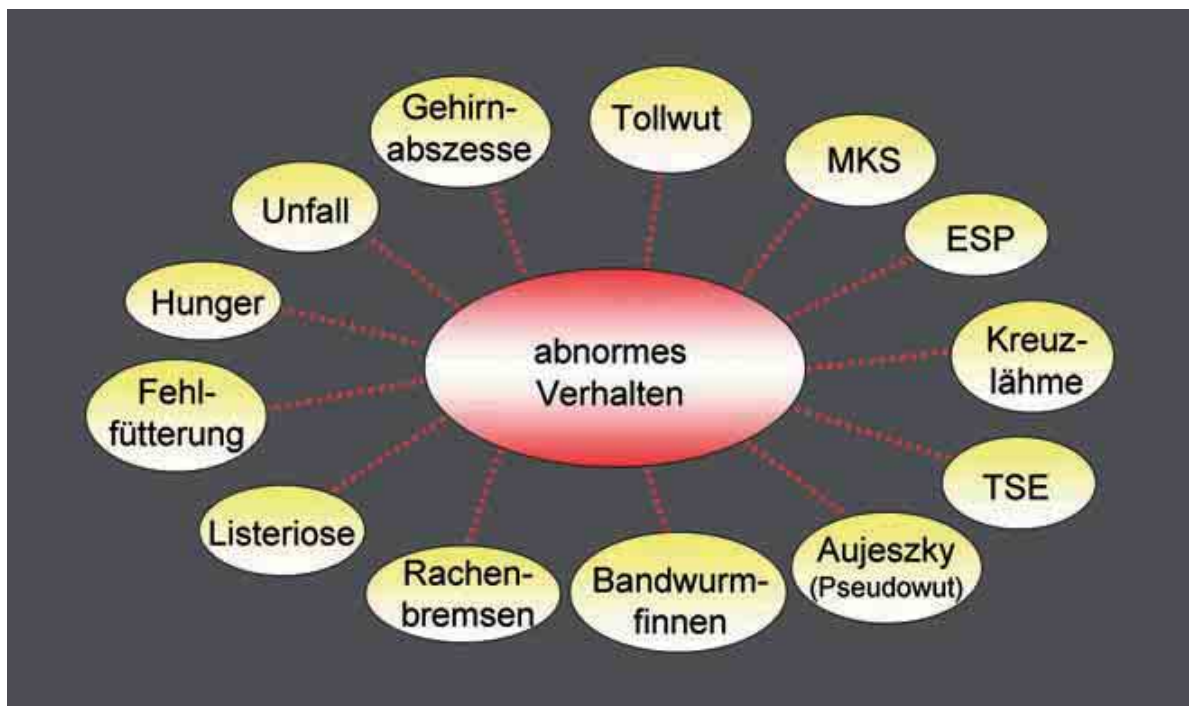 Gehirn-
abszesse
Tollwut
MKS
Unfall
ESP
Hunger
abnormes
Verhalten
Kreuz-
lähme
Fehl-
fütterung
TSE
Listeriose
Aujeszky
(Pseudowut)
Rachen-
bremsen
Bandwurm-
finnen